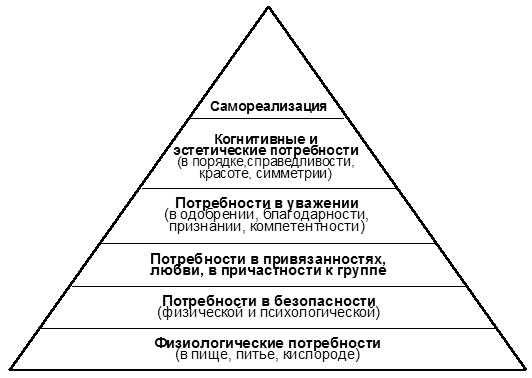 Самореализация
Когнитивные и
эстетические потребности
(в порядке,справедливости,
красоте, симметрии)
Потребности в уважении
(в одобрении, благодарности,
признании, компетентности)
Потребности в привязанностях,
любви, в причастности к группе
Потребности в безопасности
(физической и психологической)
Физиологические потребности
(в пище, питье, кислороде)